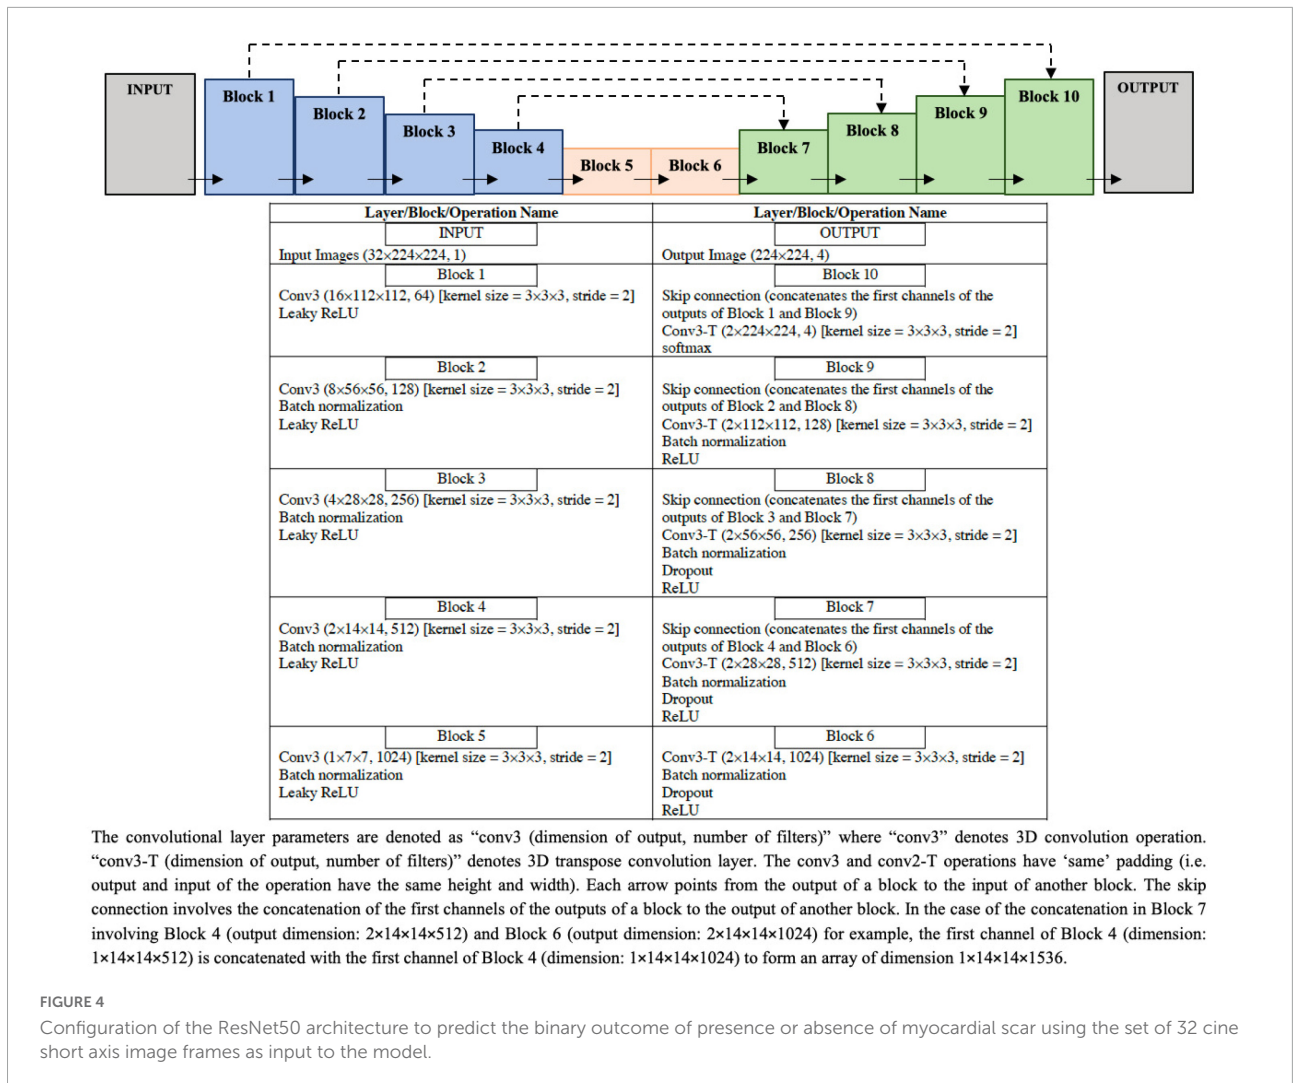 INPUT
Block 1
Block 2
Block 3
Block 4
Block 5
Block 6
Block 7
Block 8
Block 9
Block 10
OUTPUT
Layer/Block/Operation Name
INPUT
Input Images (32×224×224, 1)
Block 1
Conv3 (16×112×112, 64) [kernel size = 3×3×3, stride = 2]
Leaky ReLU
Block 2
Conv3 (8×56×56, 128) [kernel size = 3×3×3, stride = 2]
Batch normalization
Leaky ReLU
Block 3
Conv3 (4×28×28, 256) [kernel size = 3×3×3, stride = 2]
Batch normalization
Leaky ReLU
Block 4
Conv3 (2×14×14, 512) [kernel size = 3×3×3, stride = 2]
Batch normalization
Leaky ReLU
Block 5
Conv3 (1×7×7, 1024) [kernel size = 3×3×3, stride = 2]
Batch normalization
Leaky ReLU
Layer/Block/Operation Name
OUTPUT
Output Image (224×224, 4)
Block 10
Skip connection (concatenates the first channels of the
outputs of Block 1 and Block 9)
Conv3-T (2×224×224, 4) [kernel size = 3×3×3, stride = 2]
softmax
Block 9
Skip connection (concatenates the first channels of the
outputs of Block 2 and Block 8)
Conv3-T (2×112×112, 128) [kernel size = 3×3×3, stride = 2]
Batch normalization
ReLU
Block 8
Skip connection (concatenates the first channels of the
outputs of Block 3 and Block 7)
Conv3-T (2×56×56, 256) [kernel size = 3×3×3, stride = 2]
Batch normalization
Dropout
ReLU
Block 7
Skip connection (concatenates the first channels of the
outputs of Block 4 and Block 6)
Conv3-T (2×28×28, 512) [kernel size = 3×3×3, stride = 2]
Batch normalization
Dropout
ReLU
Block 6
Conv3-T (2×14×14, 1024) [kernel size = 3×3×3, stride = 2]
Batch normalization
Dropout
ReLU
The convolutional layer parameters are denoted as “conv3 (dimension of output, number of filters)” where “conv3” denotes 3D convolution operation.
“conv3-T (dimension of output, number of filters)” denotes 3D transpose convolution layer. The conv3 and conv2-T operations have ‘same’ padding (i.e.
output and input of the operation have the same height and width). Each arrow points from the output of a block to the input of another block. The skip
connection involves the concatenation of the first channels of the outputs of a block to the output of another block. In the case of the concatenation in Block 7
involving Block 4 (output dimension: 2×14×14×512) and Block 6 (output dimension: 2×14×14×1024) for example, the first channel of Block 4 (dimension:
1×14×14×512) is concatenated with the first channel of Block 4 (dimension: 1×14×14×1024) to form an array of dimension 1×14×14×1536.
FIGURE 4
Configuration of the ResNet50 architecture to predict the binary outcome of presence or absence of myocardial scar using the set of 32 cine
short axis image frames as input to the model.